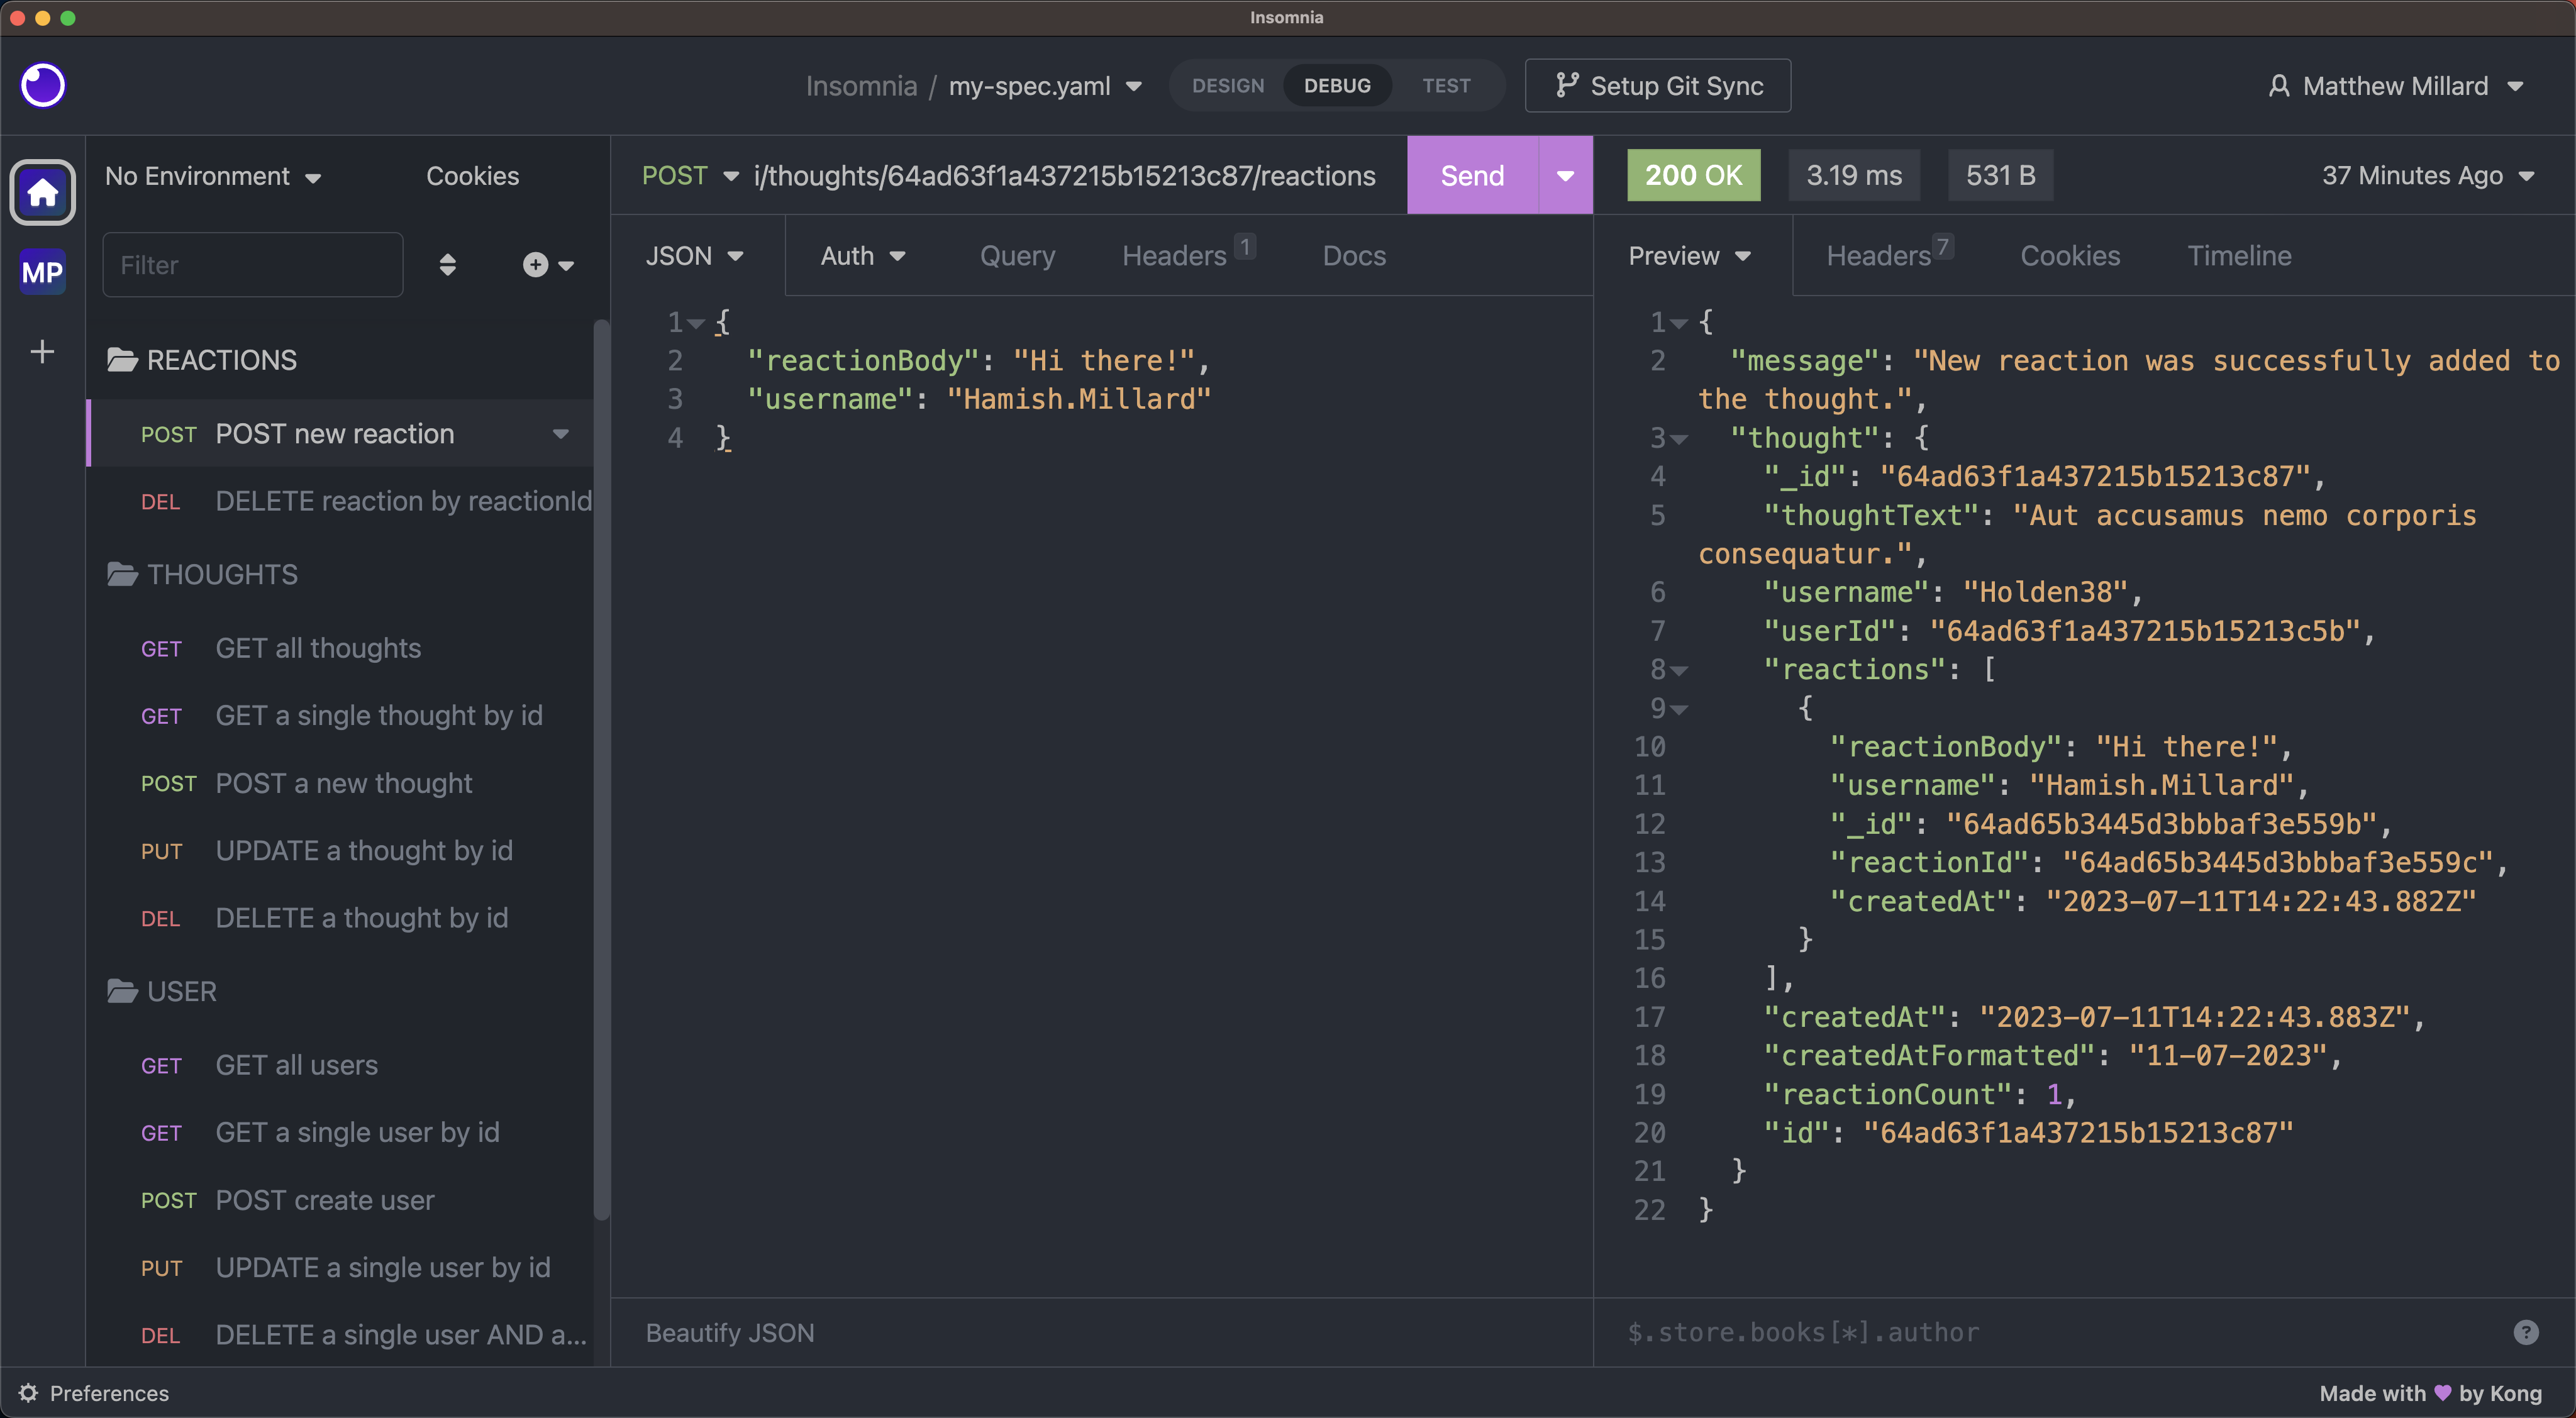 Insomnia
Insomnia / my-spec.yaml
DESIGN DEBUG TEST
Setup Git Sync
Matthew Millard
MP
No Environment
Cookies
Filter
REACTIONS
POST POST new reaction
DEL DELETE reaction by reactionId
THOUGHTS
GET GET all thoughts
GET GET a single thought by id
POST POST a new thought
PUT UPDATE a thought by id
DEL DELETE a thought by id
USER
GET GET all users
GET GET a single user by id
POST POST create user
PUT UPDATE a single user by id
DEL DELETE a single user AND a...
POST i/thoughts/64ad63f1a437215b15213c87/reactions
Send
JSON Auth Query Headers 1 Docs
1 {
2 "reactionBody": "Hi there!",
3 "username": "Hamish.Millard"
4 }
Beautify JSON
200 OK 3.19 ms 531 B 37 Minutes Ago
Preview Headers 7 Cookies Timeline
1 {
2 "message": "New reaction was successfully added to
the thought.",
3 "thought": {
4 "_id": "64ad63f1a437215b15213c87",
5 "thoughtText": "Aut accusamus nemo corporis
consequatur.",
6 "username": "Holden38",
7 "userId": "64ad63f1a437215b15213c5b",
8 "reactions": [
9 {
10 "reactionBody": "Hi there!",
11 "username": "Hamish.Millard",
12 "_id": "64ad65b3445d3bbbaf3e559b",
13 "reactionId": "64ad65b3445d3bbbaf3e559c",
14 "createdAt": "2023-07-11T14:22:43.882Z"
15 }
16 ],
17 "createdAt": "2023-07-11T14:22:43.883Z",
18 "createdAtFormatted": "11-07-2023",
19 "reactionCount": 1,
20 "id": "64ad63f1a437215b15213c87"
21 }
22 }
$.store.books[*].author
?
Preferences
Made with 💜 by Kong